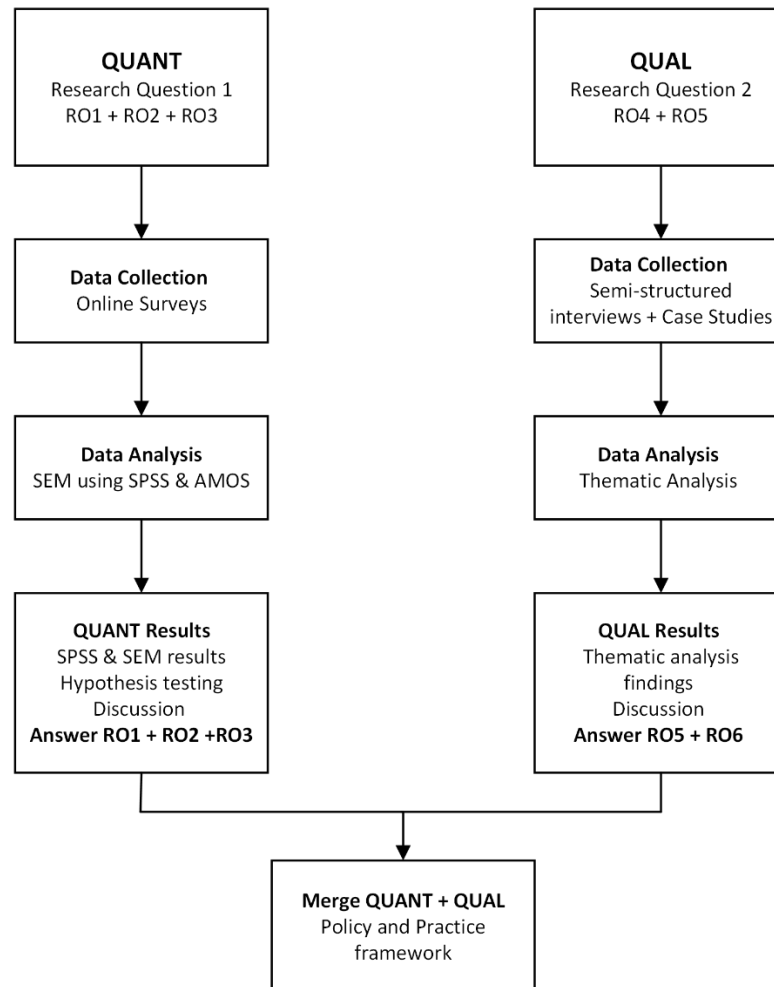 QUANT
Research Question 1
RO1 + RO2 + RO3
QUAL
Research Question 2
RO4 + RO5
Data Collection
Online Surveys
Data Collection
Semi-structured
interviews + Case Studies
Data Analysis
SEM using SPSS & AMOS
Data Analysis
Thematic Analysis
QUANT Results
SPSS & SEM results
Hypothesis testing
Discussion
Answer RO1 + RO2 +RO3
QUAL Results
Thematic analysis
findings
Discussion
Answer RO5 + RO6
Merge QUANT + QUAL
Policy and Practice
framework